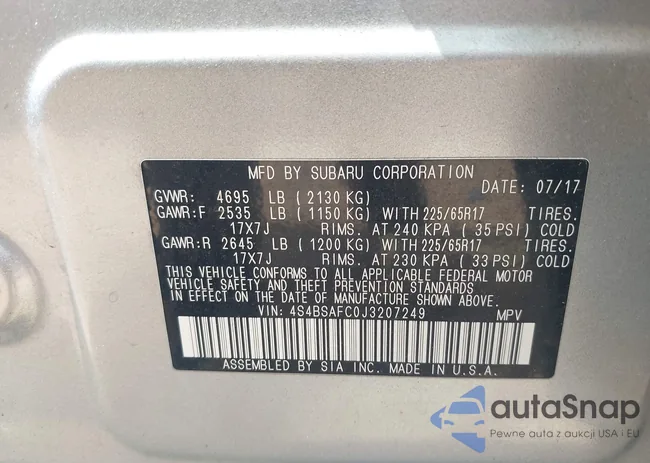 MFD BY SUBARU CORPORATION
DATE: 07/17
GVWR: 4695 LB ( 2130 KG)
GAWR:F 2535 LB ( 1150 KG) WITH 225/65R17 TIRES.
17X7J RIMS. AT 240 KPA ( 35 PSI) COLD
GAWR:R 2645 LB ( 1200 KG) WITH 225/65R17 TIRES.
17X7J RIMS. AT 230 KPA ( 33 PSI) COLD
THIS VEHICLE CONFORMS TO ALL APPLICABLE FEDERAL MOTOR
VEHICLE SAFETY AND THEFT PREVENTION STANDARDS
IN EFFECT ON THE DATE OF MANUFACTURE SHOWN ABOVE.
VIN: 4S4BSAFC0J3207249 MPV
ASSEMBLED BY SIA INC. MADE IN U.S.A.
autaSnap
Pewne auta z aukcji USA i EU